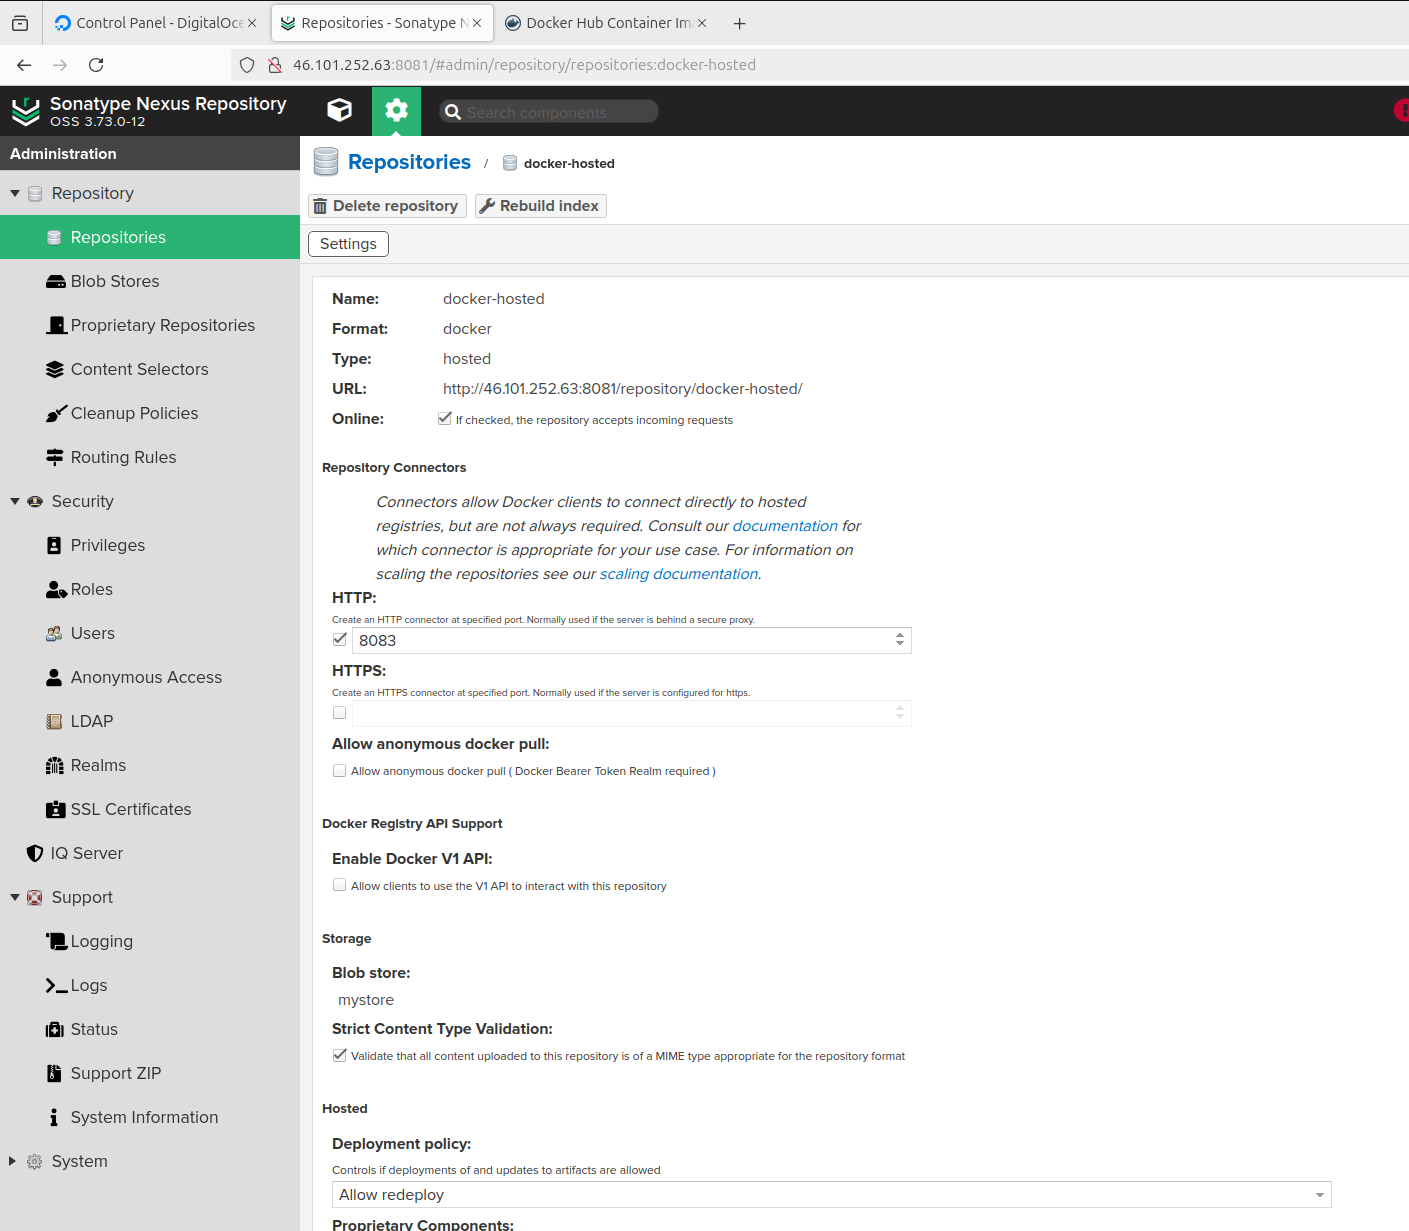 Control Panel - DigitalOce
Repositories - Sonatype N
Docker Hub Container Im
46.101.252.63:8081/#admin/repository/repositories:docker-hosted
Sonatype Nexus Repository
OSS 3.73.0-12
Search components
Administration
Repository
Repositories
Blob Stores
Proprietary Repositories
Content Selectors
Cleanup Policies
Routing Rules
Security
Privileges
Roles
Users
Anonymous Access
LDAP
Realms
SSL Certificates
IQ Server
Support
Logging
Logs
Status
Support ZIP
System Information
System
Repositories / docker-hosted
Delete repository
Rebuild index
Settings
Name: docker-hosted
Format: docker
Type: hosted
URL: http://46.101.252.63:8081/repository/docker-hosted/
Online: If checked, the repository accepts incoming requests
Repository Connectors
Connectors allow Docker clients to connect directly to hosted
registries, but are not always required. Consult our documentation for
which connector is appropriate for your use case. For information on
scaling the repositories see our scaling documentation.
HTTP:
Create an HTTP connector at specified port. Normally used if the server is behind a secure proxy.
8083
HTTPS:
Create an HTTPS connector at specified port. Normally used if the server is configured for https.
Allow anonymous docker pull:
Allow anonymous docker pull ( Docker Bearer Token Realm required )
Docker Registry API Support
Enable Docker V1 API:
Allow clients to use the V1 API to interact with this repository
Storage
Blob store:
mystore
Strict Content Type Validation:
Validate that all content uploaded to this repository is of a MIME type appropriate for the repository format
Hosted
Deployment policy:
Controls if deployments of and updates to artifacts are allowed
Allow redeploy
Proprietary Components: